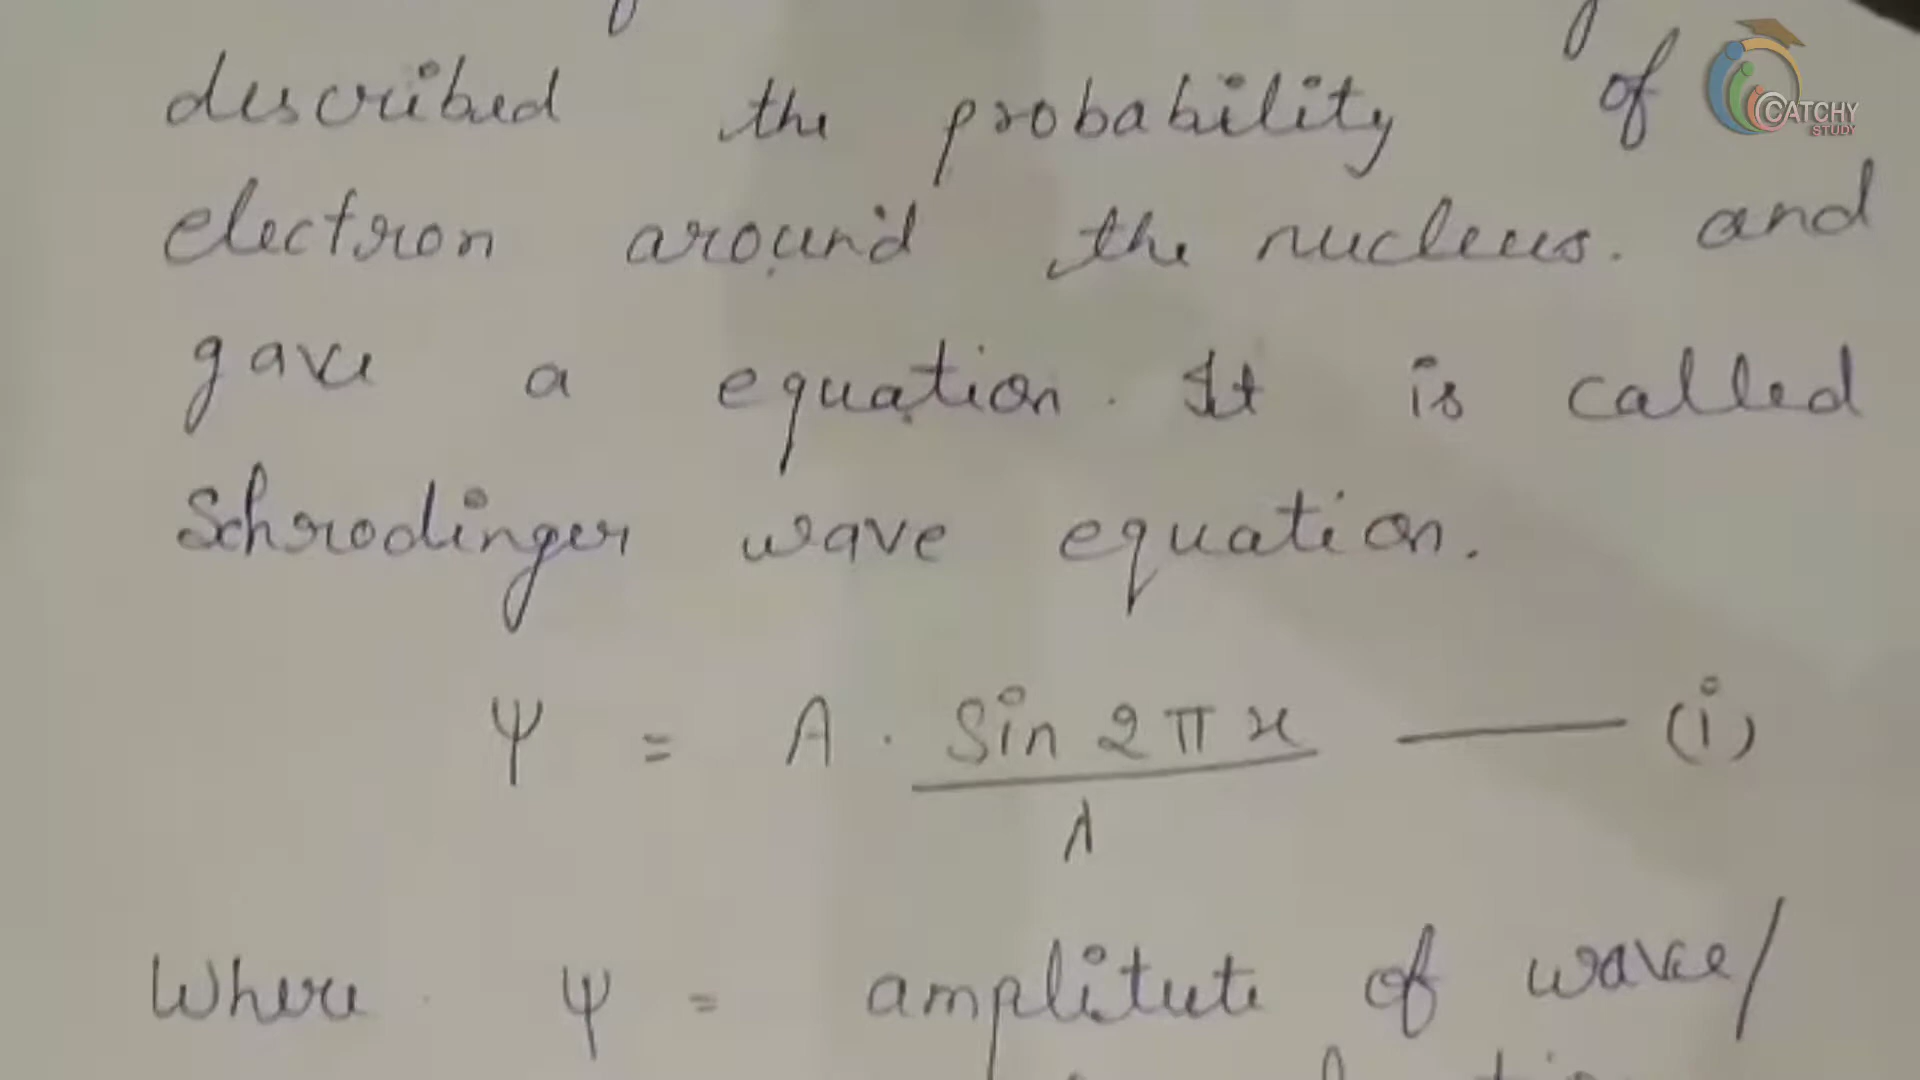 described the probability of
electron around the nucleus. and
gave a equation. It is called
Schrodinger wave equation.
Ψ = A . Sin 2πx / λ —— (i)
Where Ψ = amplitute of wave/
CATCHY
STUDY